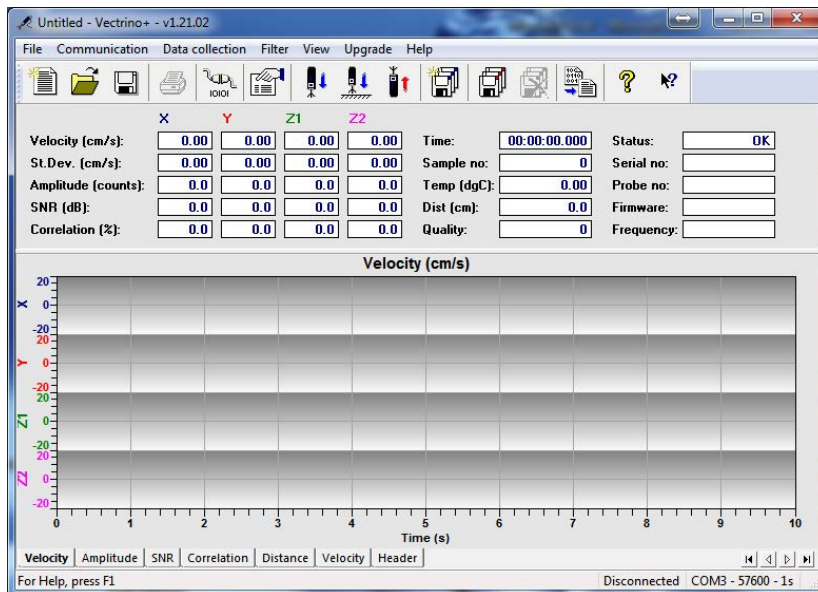 Untitled - Vectrino+ - v1.21.02
File Communication Data collection Filter View Upgrade Help
IOIOI
X Y Z1 Z2
Velocity (cm/s): 0.00 0.00 0.00 0.00 Time: 00:00:00.000 Status: OK
St.Dev. (cm/s): 0.00 0.00 0.00 0.00 Sample no: 0 Serial no:
Amplitude (counts): 0.0 0.0 0.0 0.0 Temp (dgC): 0.00 Probe no:
SNR (dB): 0.0 0.0 0.0 0.0 Dist (cm): 0.0 Firmware:
Correlation (%): 0.0 0.0 0.0 0.0 Quality: 0 Frequency:
Velocity (cm/s)
20
X 0
-20
20
Y 0
-20
20
Z1 0
-20
20
Z2 0
-20
0 1 2 3 4 5 6 7 8 9 10
Time (s)
Velocity Amplitude SNR Correlation Distance Velocity Header
For Help, press F1 Disconnected COM3 - 57600 - 1s